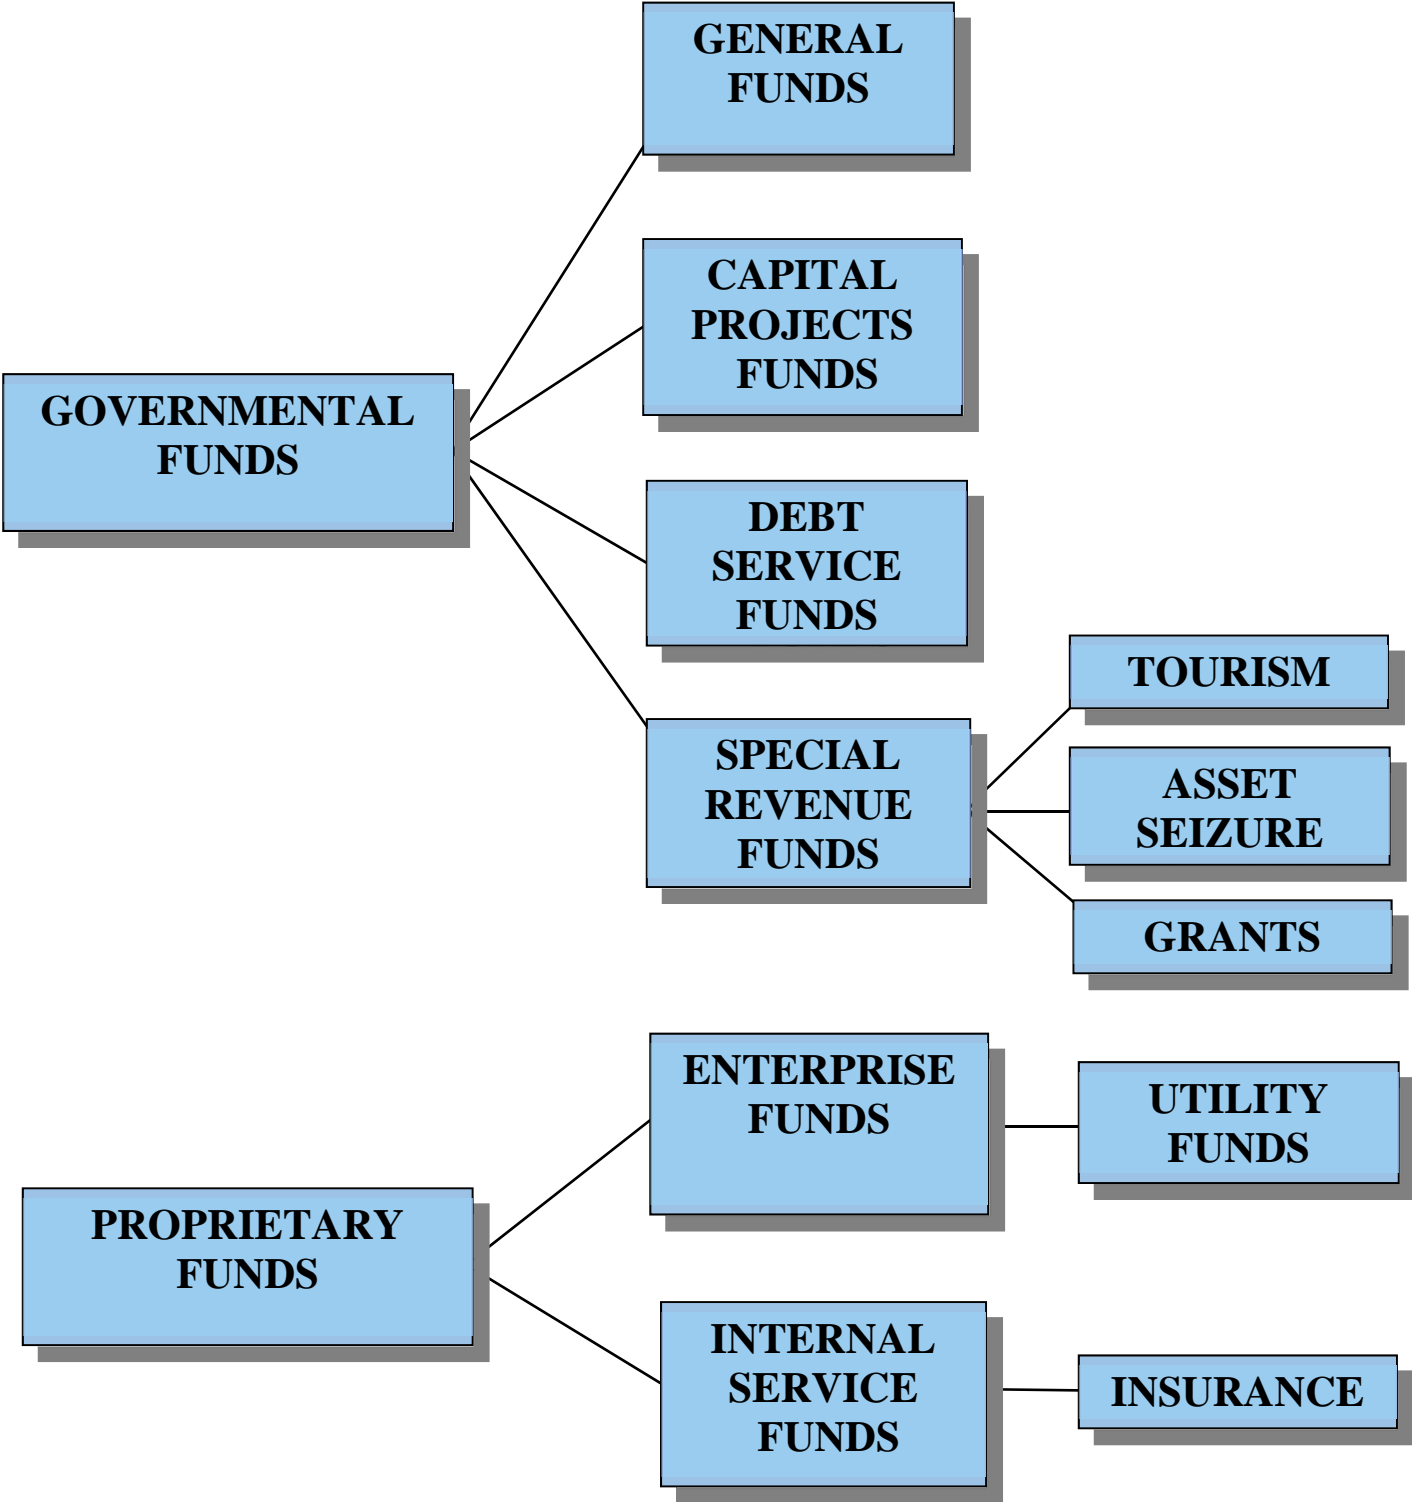 GENERAL
FUNDS
CAPITAL
PROJECTS
FUNDS
GOVERNMENTAL
FUNDS
DEBT
SERVICE
FUNDS
TOURISM
SPECIAL
REVENUE
FUNDS
ASSET
SEIZURE
GRANTS
ENTERPRISE
FUNDS
UTILITY
FUNDS
PROPRIETARY
FUNDS
INTERNAL
SERVICE
FUNDS
INSURANCE